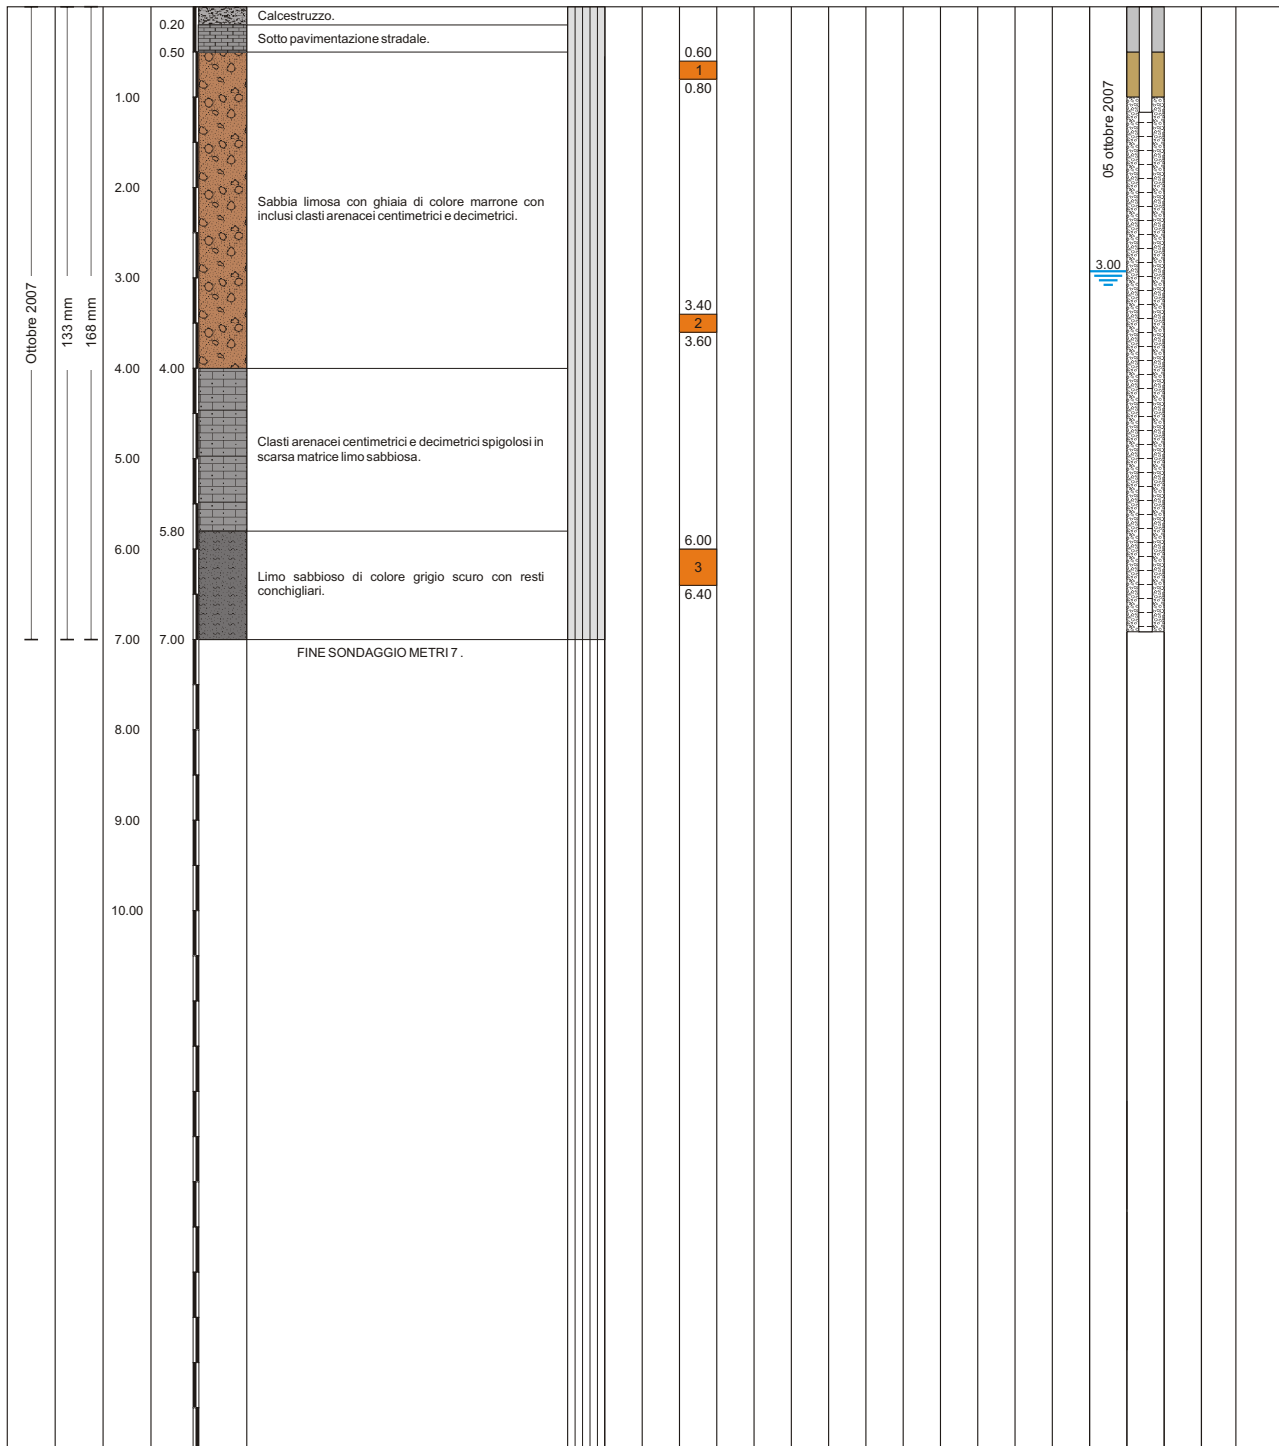 Calcestruzzo.
0.20
Sotto pavimentazione stradale.
0.50
0.60
1
0.80
1.00
05 ottobre 2007
2.00
Sabbia limosa con ghiaia di colore marrone con
inclusi clasti arenacei centimetrici e decimetrici.
3.00
3.00
Ottobre 2007
133 mm
168 mm
3.40
2
3.60
4.00
4.00
Clasti arenacei centimetrici e decimetrici spigolosi in
scarsa matrice limo sabbiosa.
5.00
5.80
6.00
6.00
3
6.40
Limo sabbioso di colore grigio scuro con resti
conchigliari.
7.00
7.00
FINE SONDAGGIO METRI 7 .
8.00
9.00
10.00